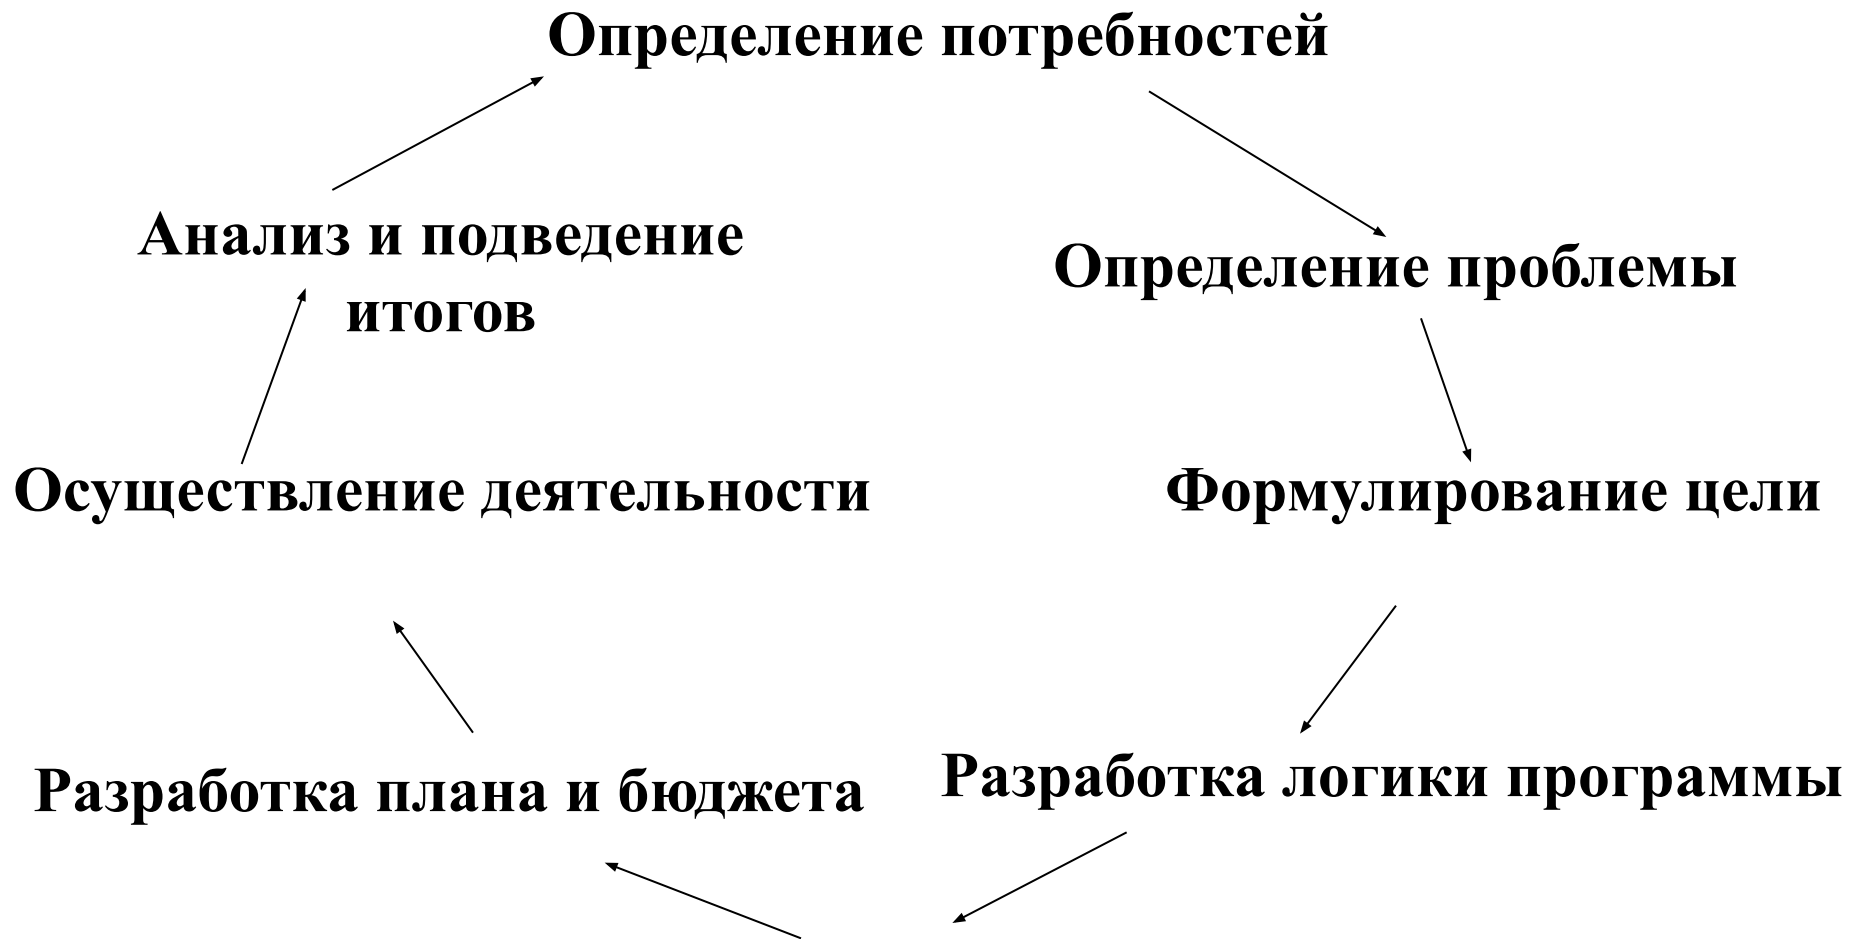 Определение потребностей
Анализ и подведение
итогов
Определение проблемы
Осуществление деятельности
Формулирование цели
Разработка плана и бюджета
Разработка логики программы